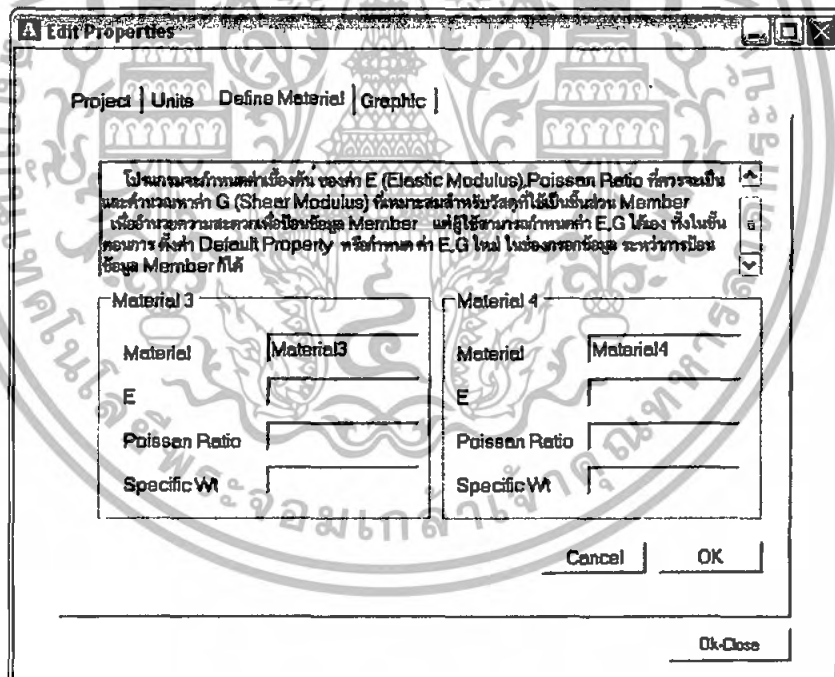 Edit Properties
Project Units Define Material Graphic
โปรแกรมจะกำหนดค่าเบื้องต้น ของค่า E (Elastic Modulus),Poissan Ratio ที่ควรจะเป็น
และคำนวณหาค่า G (Shear Modulus) ที่เหมาะสมสำหรับวัสดุที่ใช้เป็นชิ้นส่วน Member
เพื่ออำนวยความสะดวกเพื่อป้อนข้อมูล Member แต่ผู้ใช้สามารถกำหนดค่า E,G ได้เอง ทั้งในขั้น
ตอนการ ตั้งค่า Default Property หรือกำหนด ค่า E,G ใหม่ ในช่องกรอกข้อมูล ระหว่างการป้อน
ข้อมูล Member ก็ได้
Material 3
Material Material3
E
Poissan Ratio
Specific Wt
Material 4
Material Material4
E
Poissan Ratio
Specific Wt
Cancel OK
Ok-Close